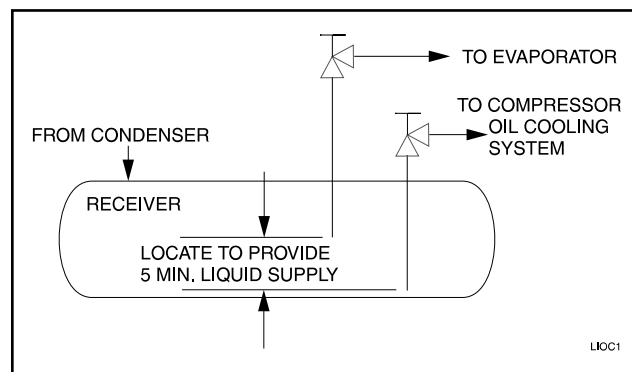 TO EVAPORATOR
TO COMPRESSOR
OIL COOLING
SYSTEM
FROM CONDENSER
RECEIVER
LOCATE TO PROVIDE
5 MIN. LIQUID SUPPLY
LIOC1